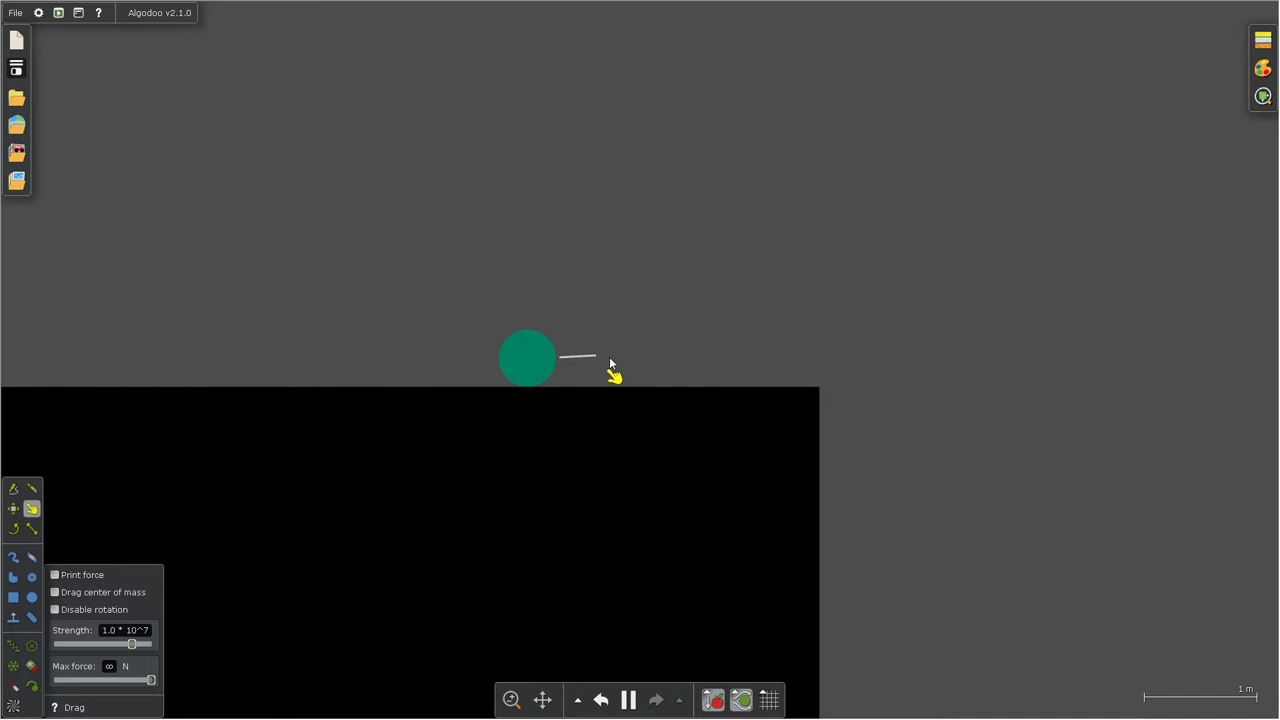 File ? Algodoo v2.1.0
Print force
Drag center of mass
Disable rotation
Strength: 1.0 * 10^7
Max force: ∞ N
? Drag
1 m